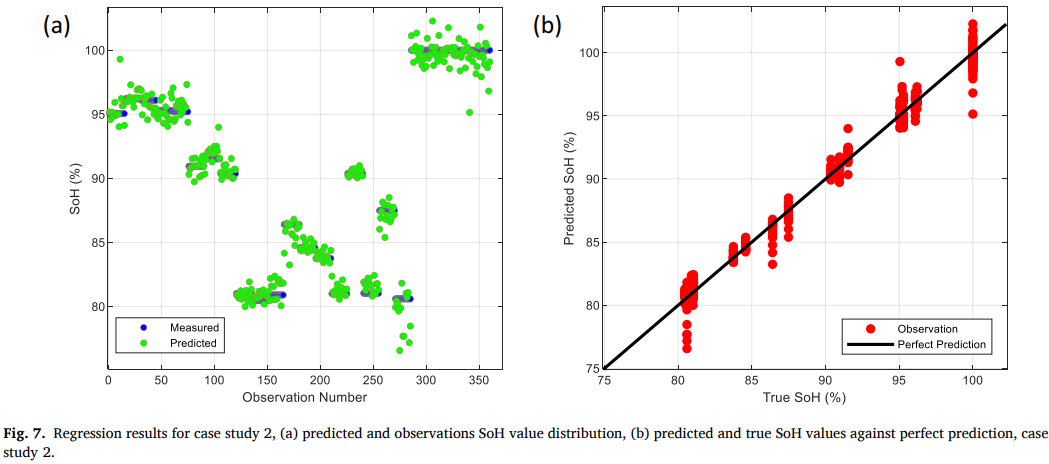 (a)
100
95
90
85
80
SoH (%)
Measured
Predicted
0
50
100
150
200
250
300
350
Observation Number
(b)
100
95
90
85
80
75
Predicted SoH (%)
Observation
Perfect Prediction
75
80
85
90
95
100
True SoH (%)
Fig. 7. Regression results for case study 2, (a) predicted and observations SoH value distribution, (b) predicted and true SoH values against perfect prediction, case
study 2.